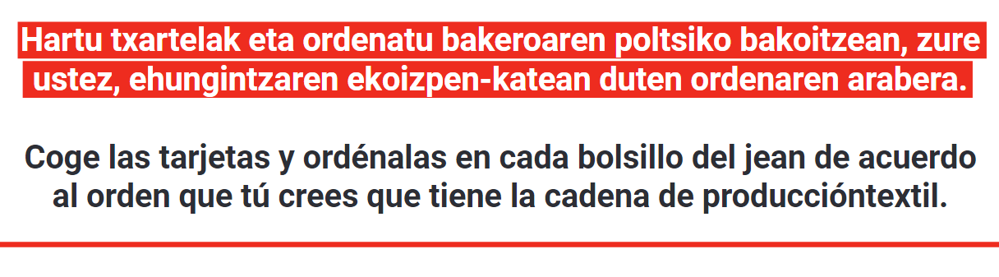 Hartu txartelak eta ordenatu bakeroaren poltsiko bakoitzean, zure
ustez, ehungintzaren ekoizpen-katean duten ordenaren arabera.
Coge las tarjetas y ordénalas en cada bolsillo del jean de acuerdo
al orden que tú crees que tiene la cadena de produccióntextil.